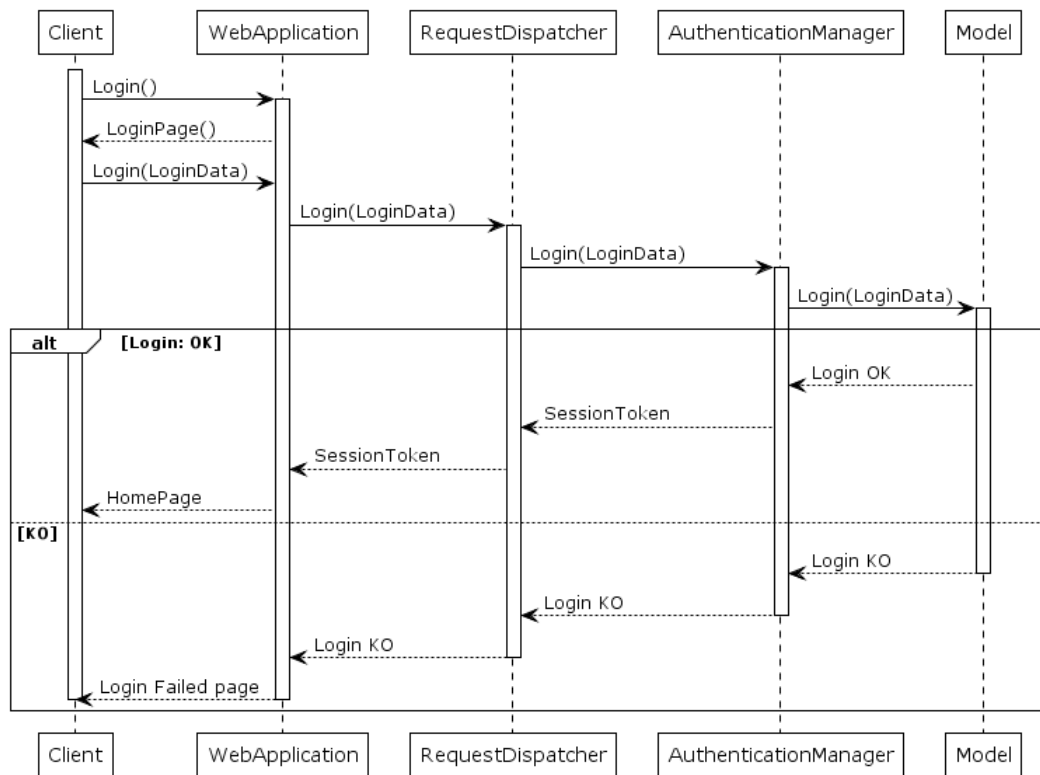 Client WebApplication RequestDispatcher AuthenticationManager Model
Login()
LoginPage()
Login(LoginData)
Login(LoginData)
Login(LoginData)
Login(LoginData)
alt [Login: OK]
Login OK
SessionToken
SessionToken
HomePage
[KO]
Login KO
Login KO
Login KO
Login Failed page
Client WebApplication RequestDispatcher AuthenticationManager Model